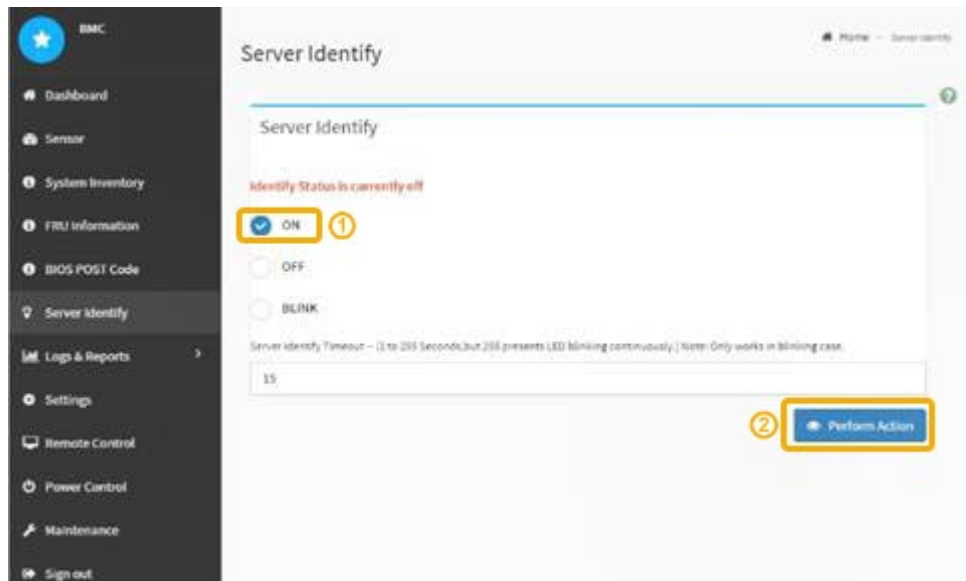 BMC
Dashboard
Sensor
System Inventory
FRU Information
BIOS POST Code
Server Identify
Logs & Reports
Settings
Remote Control
Power Control
Maintenance
Sign out
Home - Server Identify
Server Identify
Server Identify
Identify Status is currently off
ON
1
OFF
BLINK
Server Identify Timeout – (1 to 255 Seconds,but 255 presents LED blinking continuously.) Note: Only works in blinking case.
15
2
Perform Action